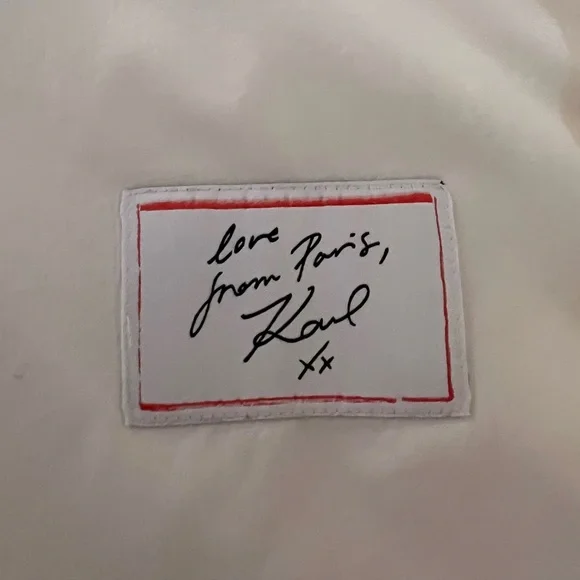 love
from Paris,
Karl
xx